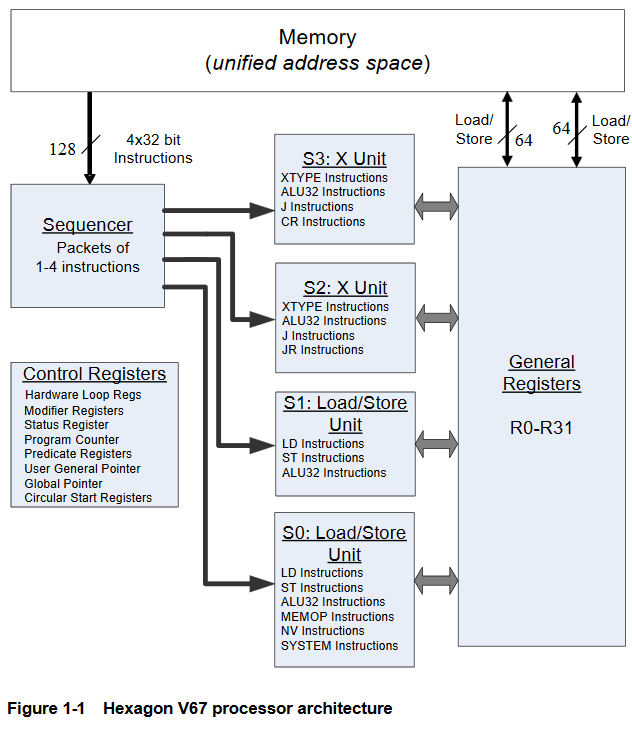 Memory
(unified address space)
128
4x32 bit
Instructions
Load/
Store
64
64
Load/
Store
Sequencer
Packets of
1-4 instructions
S3: X Unit
XTYPE Instructions
ALU32 Instructions
J Instructions
CR Instructions
S2: X Unit
XTYPE Instructions
ALU32 Instructions
J Instructions
JR Instructions
General
Registers
R0-R31
Control Registers
Hardware Loop Regs
Modifier Registers
Status Register
Program Counter
Predicate Registers
User General Pointer
Global Pointer
Circular Start Registers
S1: Load/Store
Unit
LD Instructions
ST Instructions
ALU32 Instructions
S0: Load/Store
Unit
LD Instructions
ST Instructions
ALU32 Instructions
MEMOP Instructions
NV Instructions
SYSTEM Instructions
Figure 1-1 Hexagon V67 processor architecture